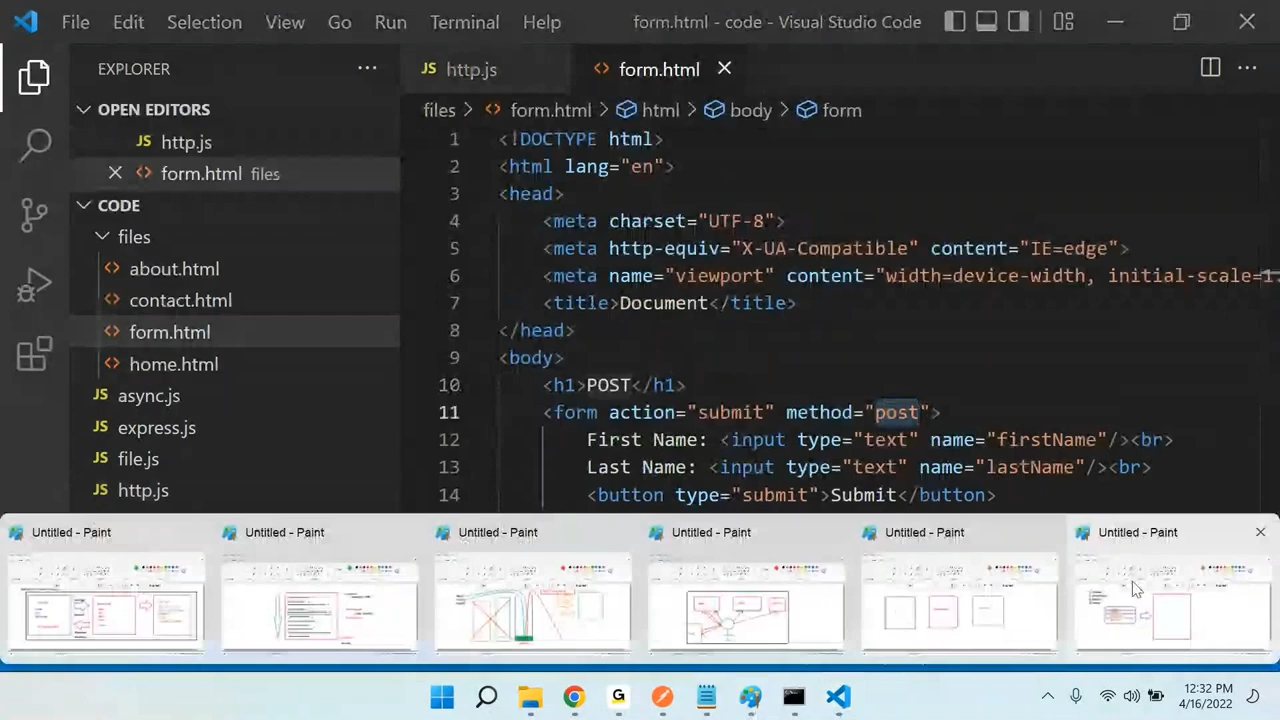 File Edit Selection View Go Run Terminal Help form.html - code - Visual Studio Code
EXPLORER
OPEN EDITORS
JS http.js
form.html files
CODE
files
about.html
contact.html
form.html
home.html
JS async.js
JS express.js
JS file.js
JS http.js
JS http.js form.html
files > form.html > html > body > form
1 <!DOCTYPE html>
2 <html lang="en">
3 <head>
4 <meta charset="UTF-8">
5 <meta http-equiv="X-UA-Compatible" content="IE=edge">
6 <meta name="viewport" content="width=device-width, initial-scale=1.
7 <title>Document</title>
8 </head>
9 <body>
10 <h1>POST</h1>
11 <form action="submit" method="post">
12 First Name: <input type="text" name="firstName"/><br>
13 Last Name: <input type="text" name="lastName"/><br>
14 <button type="submit">Submit</button>
Untitled - Paint Untitled - Paint Untitled - Paint Untitled - Paint Untitled - Paint Untitled - Paint
G
12:32 PM
4/16/2022